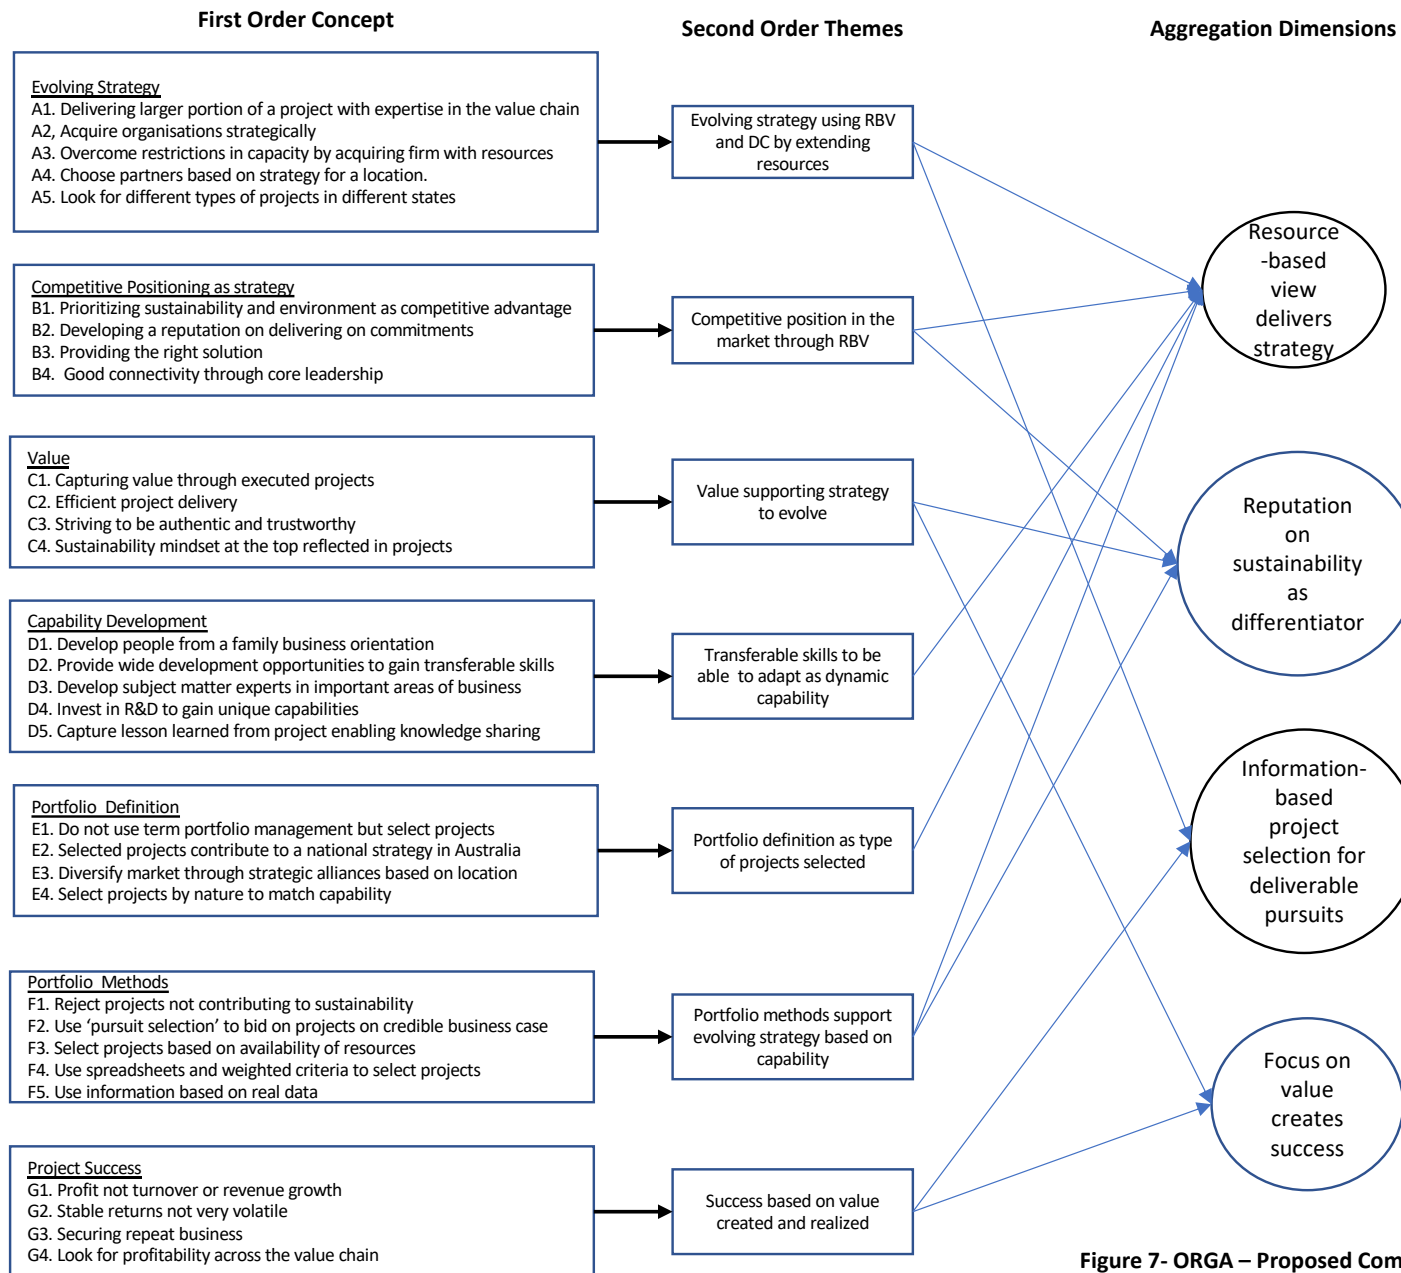 First Order Concept
Second Order Themes
Aggregation Dimensions
Evolving Strategy
A1. Delivering larger portion of a project with expertise in the value chain
A2, Acquire organisations strategically
A3. Overcome restrictions in capacity by acquiring firm with resources
A4. Choose partners based on strategy for a location.
A5. Look for different types of projects in different states
Evolving strategy using RBV
and DC by extending
resources
Resource
-based
view
delivers
strategy
Competitive Positioning as strategy
B1. Prioritizing sustainability and environment as competitive advantage
B2. Developing a reputation on delivering on commitments
B3. Providing the right solution
B4.  Good connectivity through core leadership
Competitive position in the
market through RBV
Value
C1. Capturing value through executed projects
C2. Efficient project delivery
C3. Striving to be authentic and trustworthy
C4. Sustainability mindset at the top reflected in projects
Value supporting strategy
to evolve
Reputation
on
sustainability
as
differentiator
Capability Development
D1. Develop people from a family business orientation
D2. Provide wide development opportunities to gain transferable skills
D3. Develop subject matter experts in important areas of business
D4. Invest in R&D to gain unique capabilities
D5. Capture lesson learned from project enabling knowledge sharing
Transferable skills to be
able  to adapt as dynamic
capability
Portfolio  Definition
E1. Do not use term portfolio management but select projects
E2. Selected projects contribute to a national strategy in Australia
E3. Diversify market through strategic alliances based on location
E4. Select projects by nature to match capability
Portfolio definition as type
of projects selected
Information-
based
project
selection for
deliverable
pursuits
Portfolio  Methods
F1. Reject projects not contributing to sustainability
F2. Use ‘pursuit selection’ to bid on projects on credible business case
F3. Select projects based on availability of resources
F4. Use spreadsheets and weighted criteria to select projects
F5. Use information based on real data
Portfolio methods support
evolving strategy based on
capability
Focus on
value
creates
success
Project Success
G1. Profit not turnover or revenue growth
G2. Stable returns not very volatile
G3. Securing repeat business
G4. Look for profitability across the value chain
Success based on value
created and realized
Figure 7- ORGA – Proposed Com